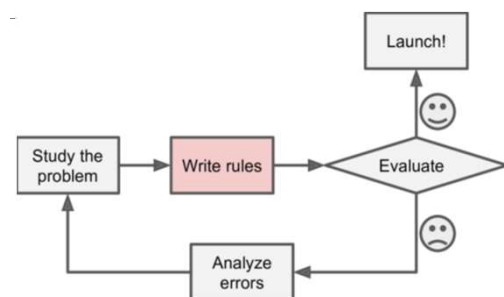 Launch!
Study the
problem
Write rules
Evaluate
Analyze
errors